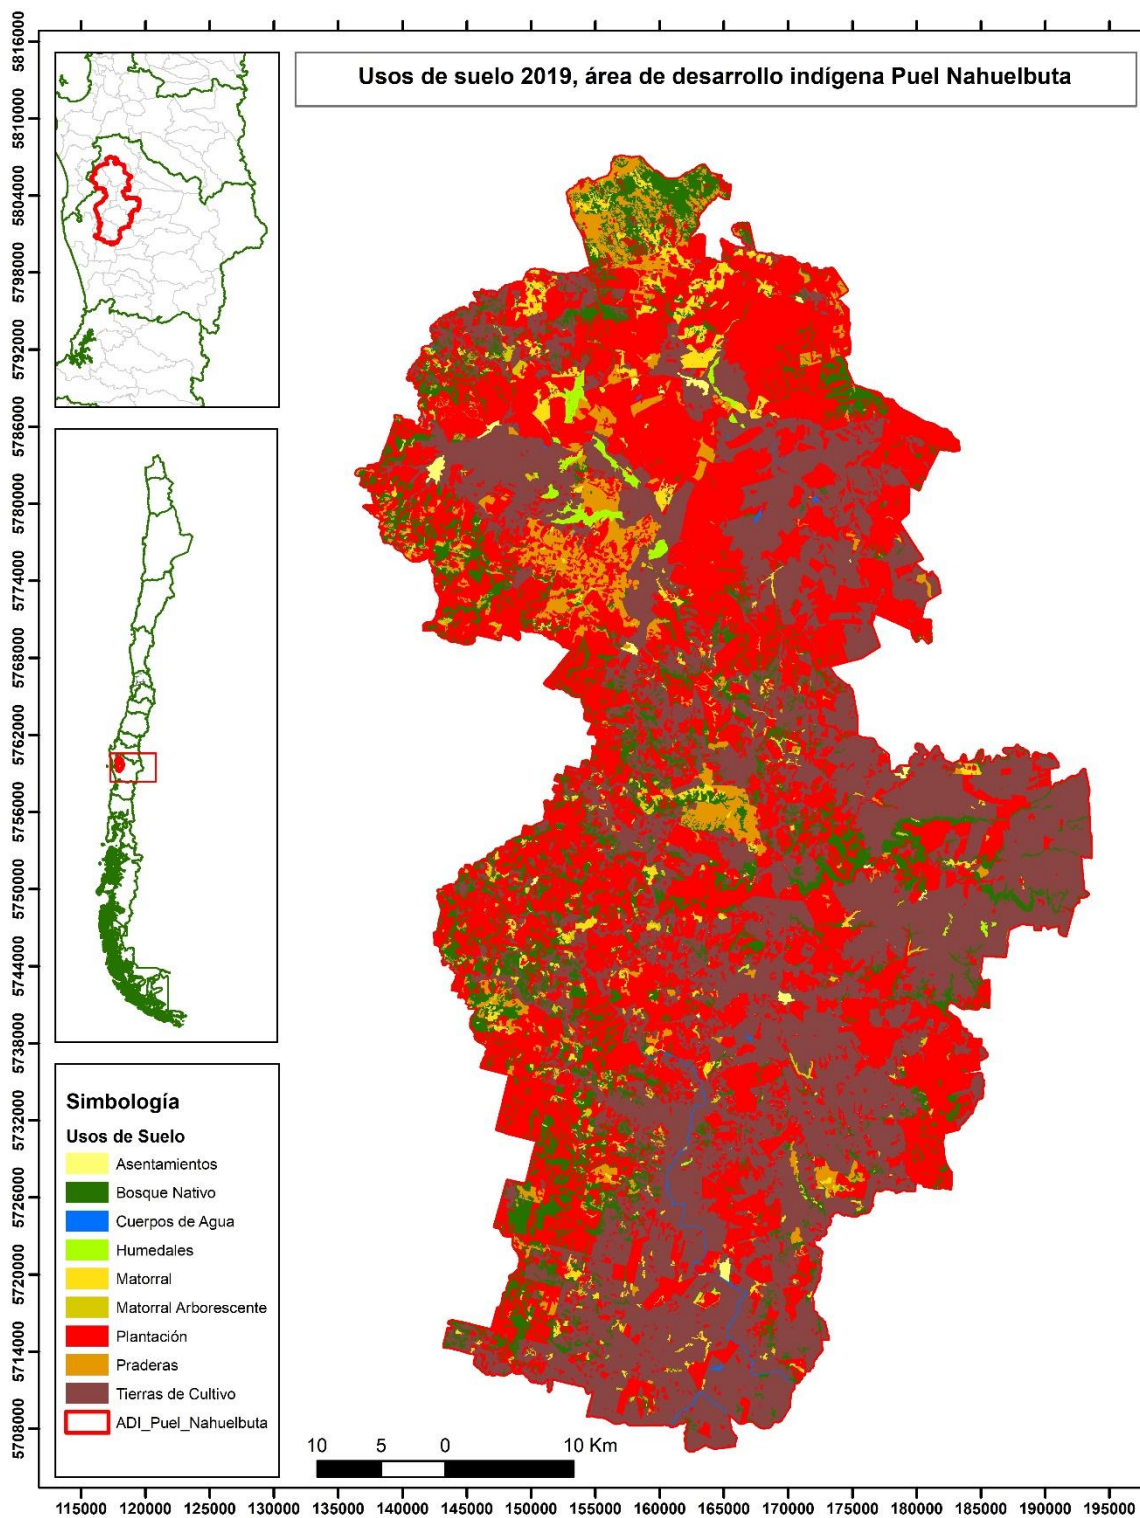 Usos de suelo 2019, área de desarrollo indígena Puel Nahuelbuta
5816000
5810000
5804000
5798000
5792000
5786000
5780000
5774000
5768000
5762000
5756000
5750000
5744000
5738000
5732000
5726000
5720000
5714000
5708000
Simbología
Usos de Suelo
Asentamientos
Bosque Nativo
Cuerpos de Agua
Humedales
Matorral
Matorral Arborescente
Plantación
Praderas
Tierras de Cultivo
ADI_Puel_Nahuelbuta
10 5 0 10 Km
115000 120000 125000 130000 135000 140000 145000 150000 155000 160000 165000 170000 175000 180000 185000 190000 195000